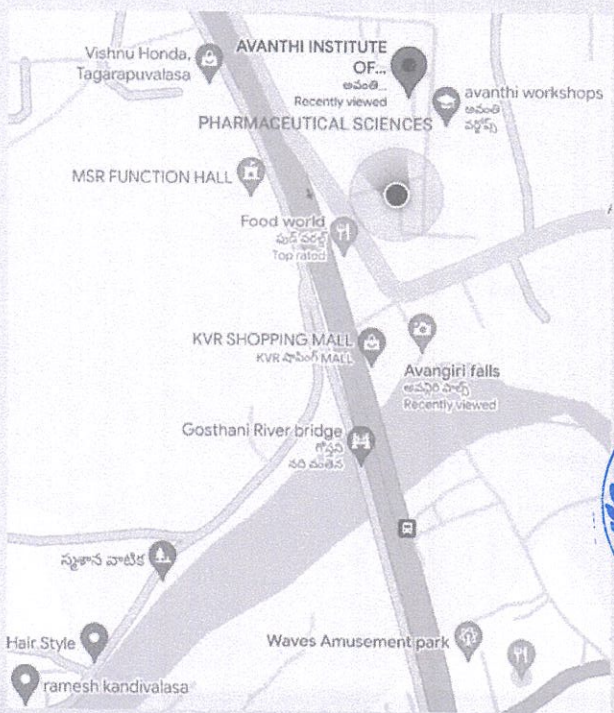 Vishnu Honda,
Tagarapuvalasa
AVANTHI INSTITUTE
OF...
అవంతి...
Recently viewed
PHARMACEUTICAL SCIENCES
avanthi workshops
అవంతి
MSR FUNCTION HALL
Food world
ఫుడ్ వరల్డ్
Top rated
KVR SHOPPING MALL
KVR షాపింగ్ MALL
Avangiri falls
అవన్గిరి ఫాల్స్
Recently viewed
Gosthani River bridge
గోస్తని
నది వంతెన
స్మశాన వాటిక
Hair Style
Waves Amusement park
ramesh kandivalasa